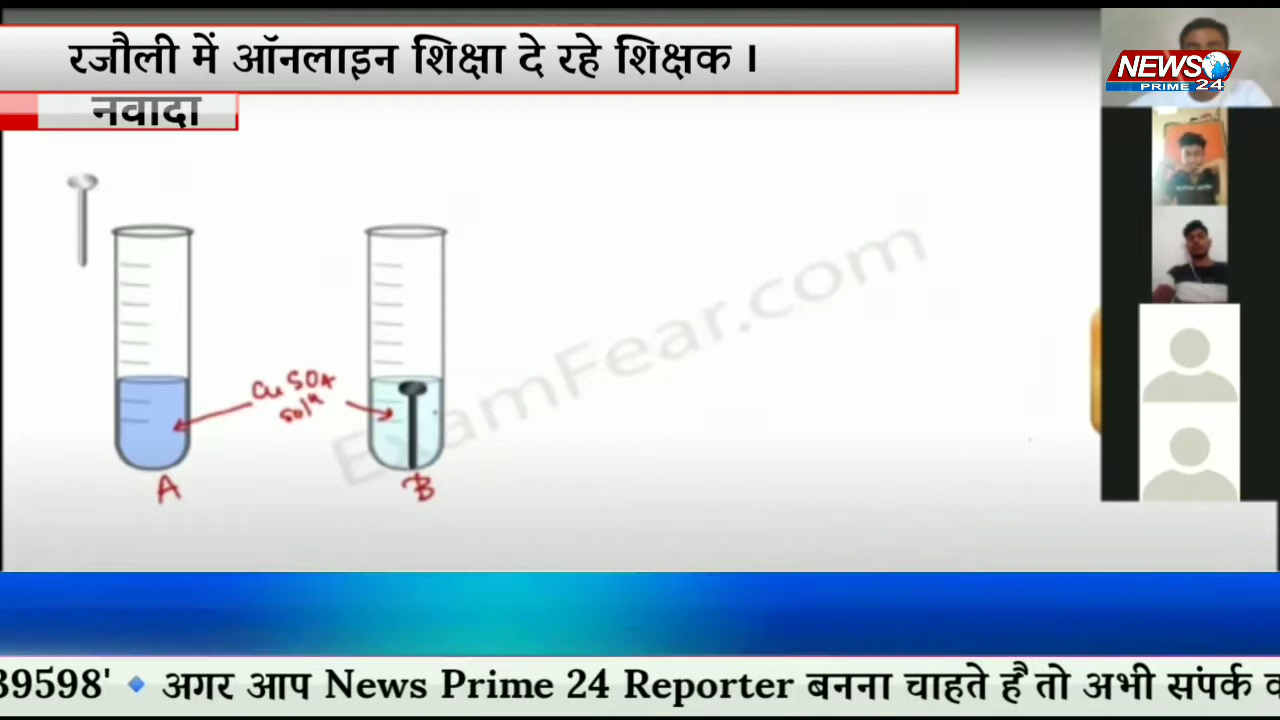 रजौली में ऑनलाइन शिक्षा दे रहे शिक्षक ।
NEWS
PRIME 24
नवादा
ExamFear.com
CuSO4
soln
A
B
39598' 🔹 अगर आप News Prime 24 Reporter बनना चाहते हैं तो अभी संपर्क क